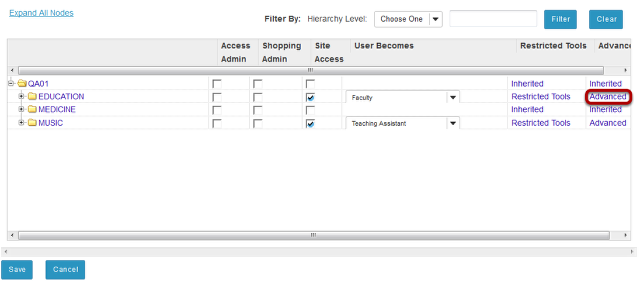 Expand All Nodes
Filter By: Hierarchy Level: Choose One Filter Clear
Access Admin Shopping Admin Site Access User Becomes Restricted Tools Advanc
QA01 Inherited Inherited
EDUCATION Faculty Restricted Tools Advanced
MEDICINE Inherited Inherited
MUSIC Teaching Assistant Restricted Tools Advanced
Save Cancel